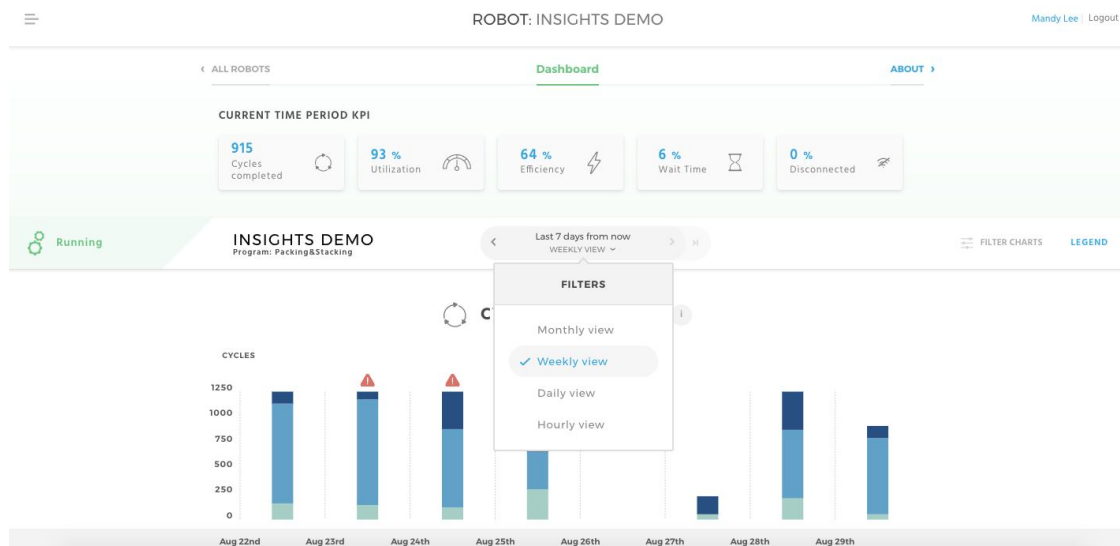 ROBOT: INSIGHTS DEMO
Mandy Lee | Logout
‹ ALL ROBOTS
Dashboard
ABOUT ›
CURRENT TIME PERIOD KPI
915
Cycles
completed
93 %
Utilization
64 %
Efficiency
6 %
Wait Time
0 %
Disconnected
Running
INSIGHTS DEMO
Program: Packing&Stacking
Last 7 days from now
WEEKLY VIEW
FILTER CHARTS
LEGEND
FILTERS
Monthly view
Weekly view
Daily view
Hourly view
C
i
CYCLES
1250
1000
750
500
250
0
Aug 22nd Aug 23rd Aug 24th Aug 25th Aug 26th Aug 27th Aug 28th Aug 29th